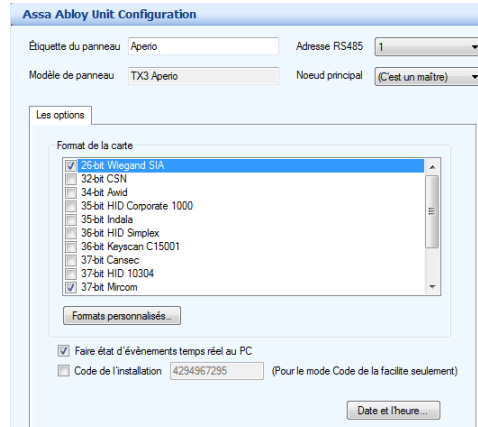 Assa Abloy Unit Configuration
Étiquette du panneau Aperio Adresse RS485 1
Modèle de panneau TX3 Aperio Noeud principal (C'est un maître)
Les options
Format de la carte
26-bit Wiegand SIA
32-bit CSN
34-bit Awid
35-bit HID Corporate 1000
35-bit Indala
36-bit HID Simplex
36-bit Keyscan C15001
37-bit Cansec
37-bit HID 10304
37-bit Mircom
Formats personnalisés...
Faire état d'évènements temps réel au PC
Code de l'installation 4294967295 (Pour le mode Code de la facilite seulement)
Date et l'heure...